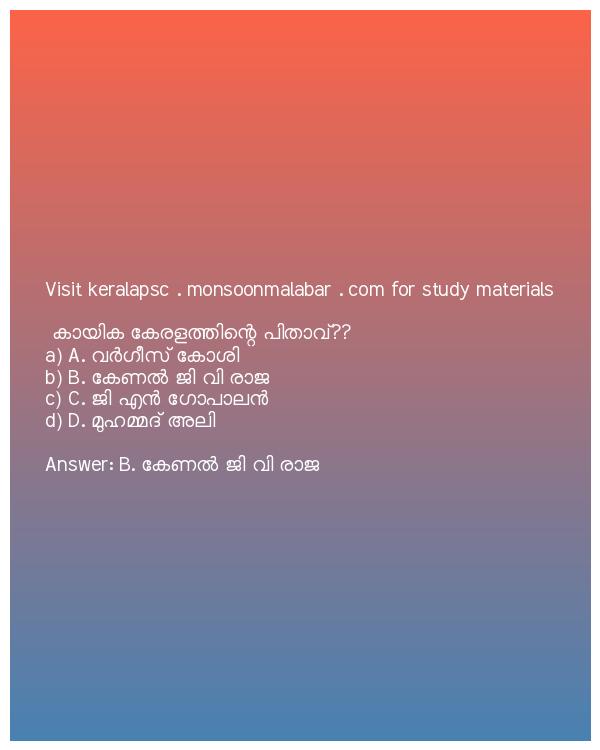 Visit keralapsc . monsoonmalabar . com for study materials
കായിക കേരളത്തിന്റെ പിതാവ്??
a) A. വർഗീസ് കോശി
b) B. കേണൽ ജി വി രാജ
c) C. ജി എൻ ഗോപാലൻ
d) D. മുഹമ്മദ് അലി
Answer: B. കേണൽ ജി വി രാജ